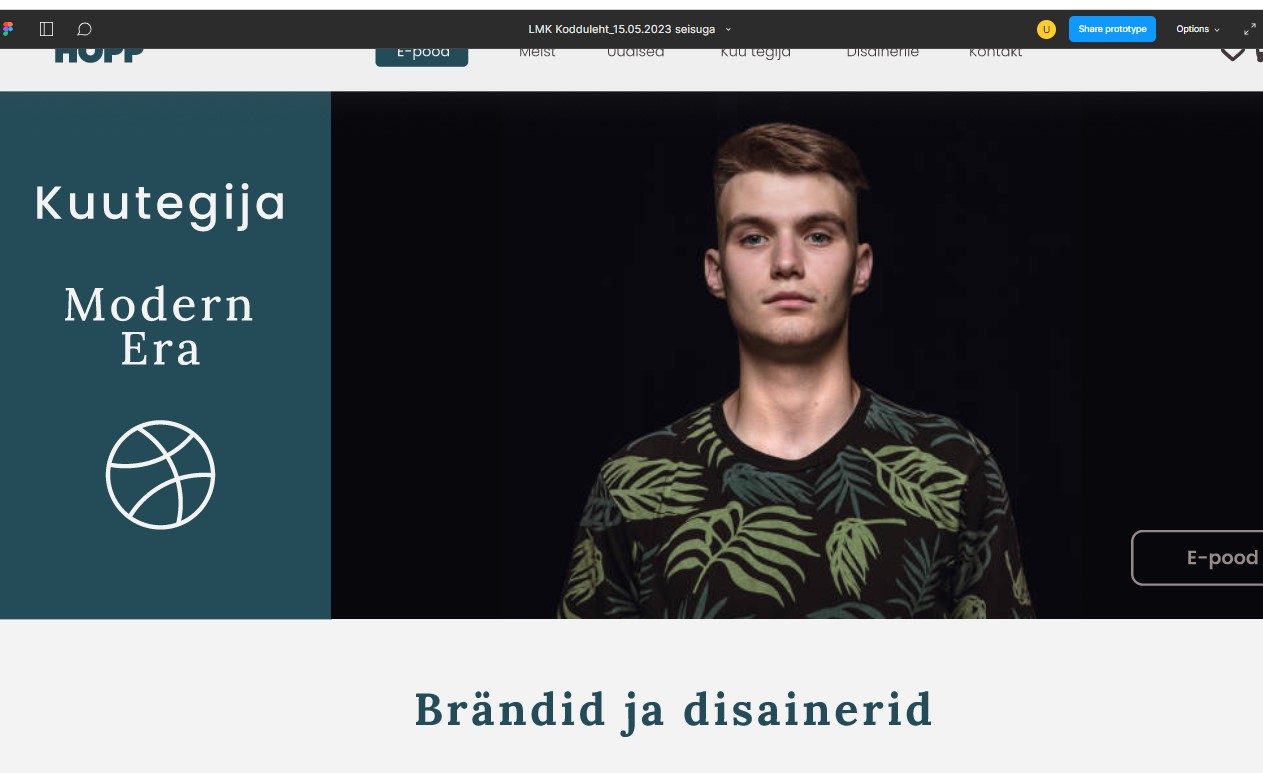 LMK Kodduleht_15.05.2023 seisuga
U
Share prototype
Options
HOPP
E-pood
Meist
Uudised
Kuu tegija
Disainerile
Kontakt
Kuutegija
Modern
Era
E-pood
Brändid ja disainerid